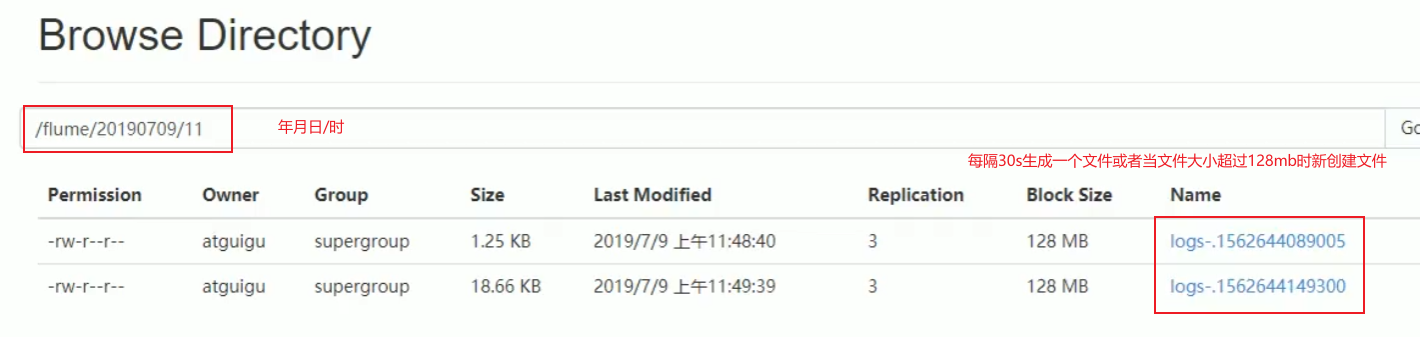 Browse Directory
/flume/20190709/11
年月日/时
Go
每隔30s生成一个文件或者当文件大小超过128mb时新创建文件
Permission Owner Group Size Last Modified Replication Block Size Name
-rw-r--r-- atguigu supergroup 1.25 KB 2019/7/9 上午11:48:40 3 128 MB logs-.1562644089005
-rw-r--r-- atguigu supergroup 18.66 KB 2019/7/9 上午11:49:39 3 128 MB logs-.1562644149300